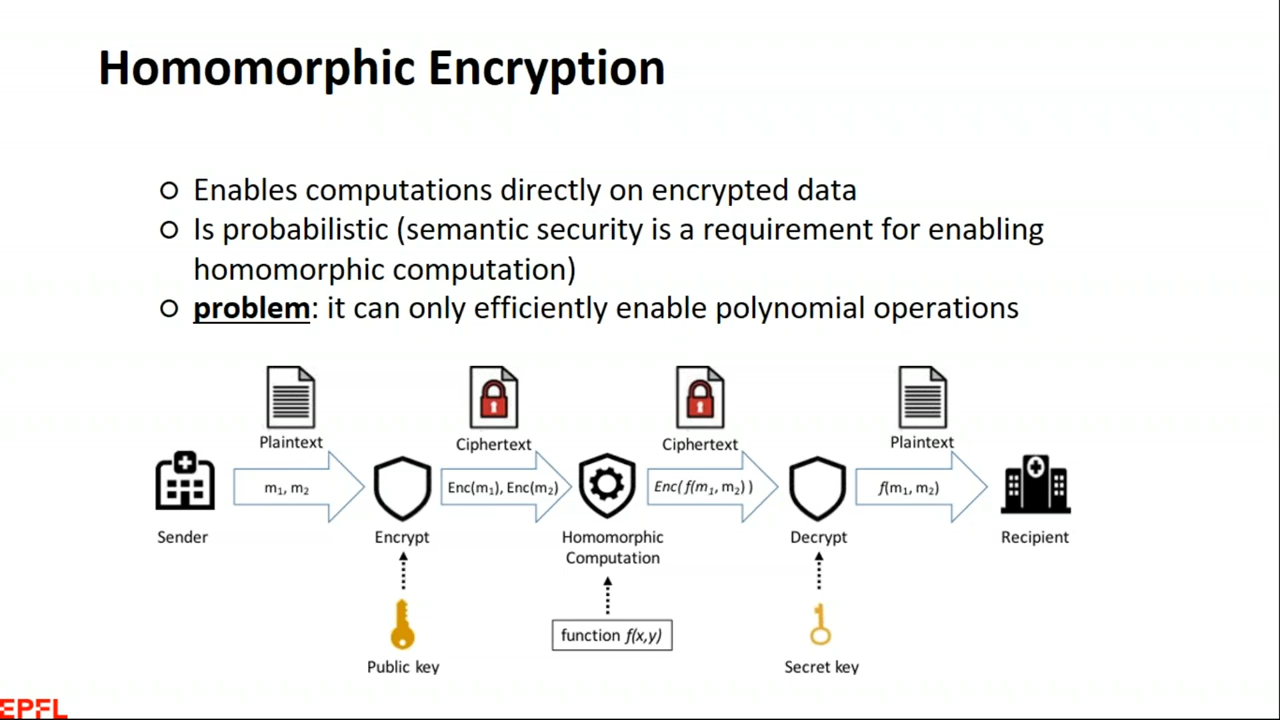 Homomorphic Encryption
○ Enables computations directly on encrypted data
○ Is probabilistic (semantic security is a requirement for enabling
homomorphic computation)
○ problem: it can only efficiently enable polynomial operations
Plaintext
Ciphertext
Ciphertext
Plaintext
m₁, m₂
Enc(m₁), Enc(m₂)
Enc( f(m₁, m₂) )
f(m₁, m₂)
Sender
Encrypt
Homomorphic
Computation
Decrypt
Recipient
function f(x,y)
Public key
Secret key
EPFL